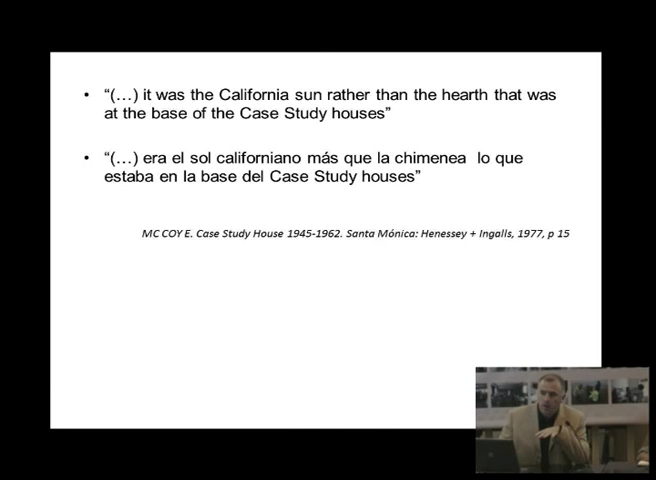 • “(…) it was the California sun rather than the hearth that was
at the base of the Case Study houses”
• “(…) era el sol californiano más que la chimenea lo que
estaba en la base del Case Study houses”
MC COY E. Case Study House 1945-1962. Santa Mónica: Henessey + Ingalls, 1977, p 15